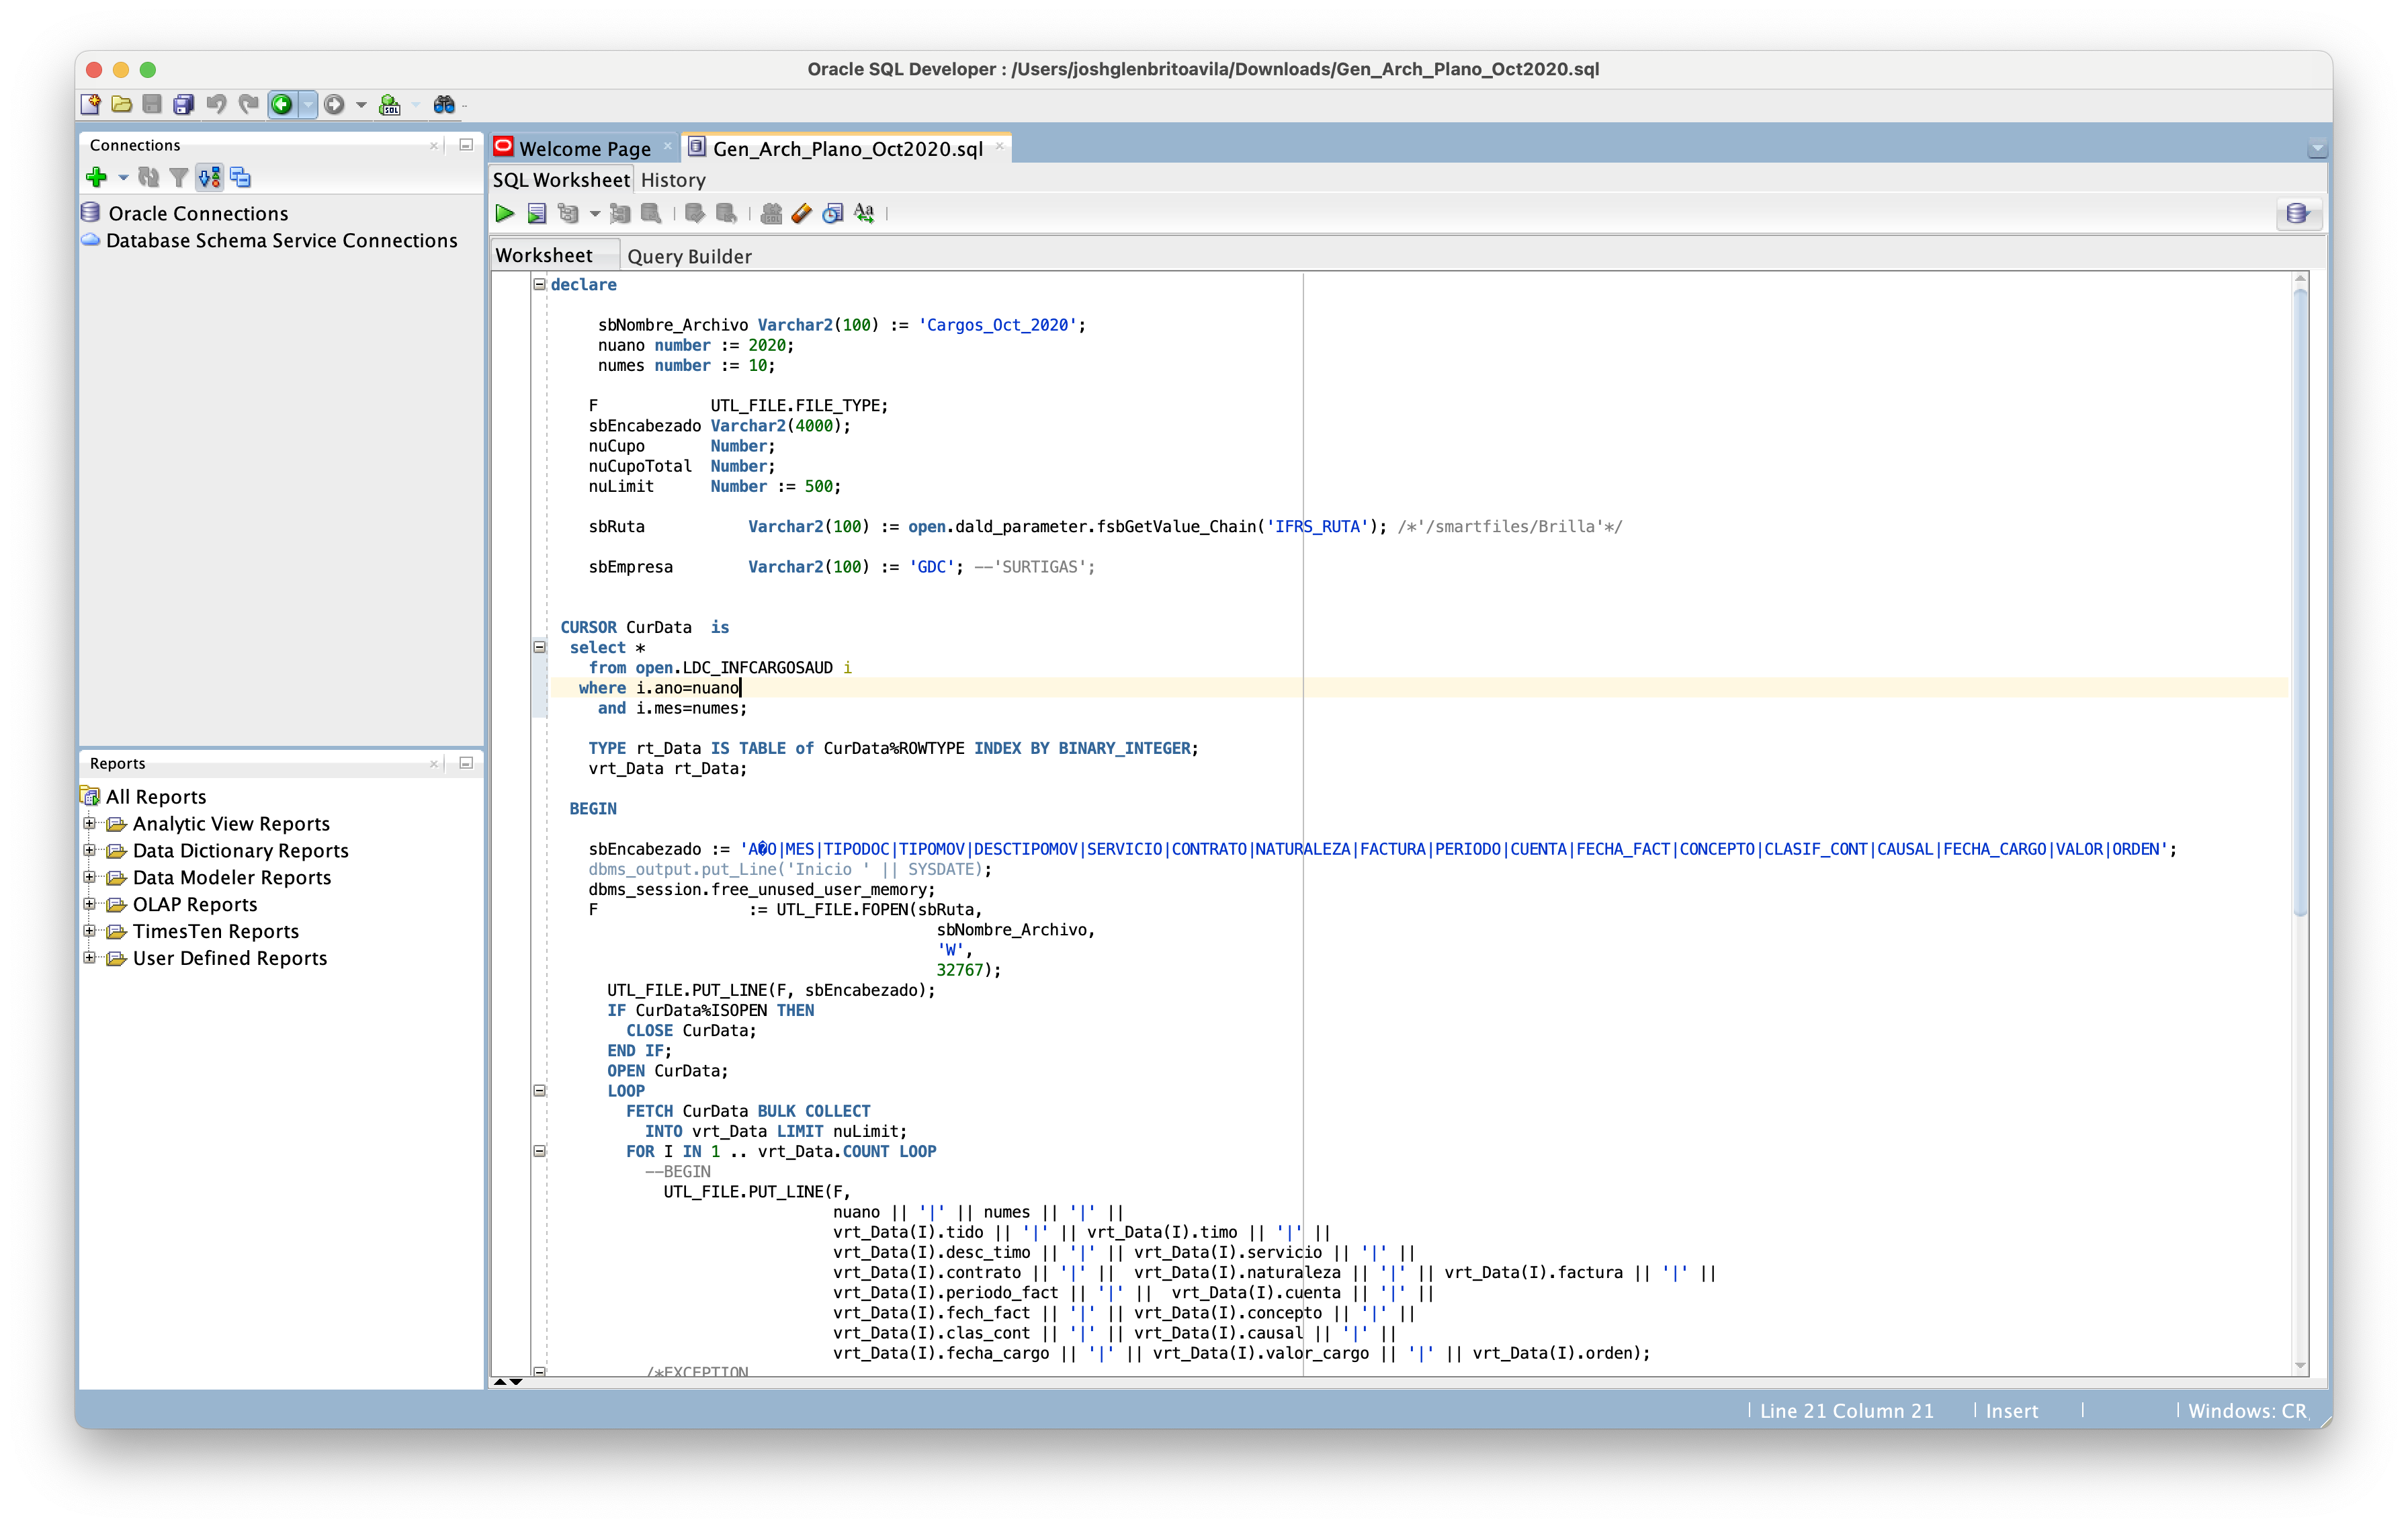 Oracle SQL Developer : /Users/joshglenbritoavila/Downloads/Gen_Arch_Plano_Oct2020.sql
Connections
Oracle Connections
Database Schema Service Connections
Reports
All Reports
Analytic View Reports
Data Dictionary Reports
Data Modeler Reports
OLAP Reports
TimesTen Reports
User Defined Reports
Welcome Page
Gen_Arch_Plano_Oct2020.sql
SQL Worksheet History
Worksheet Query Builder
declare
sbNombre_Archivo Varchar2(100) := 'Cargos_Oct_2020';
nuano number := 2020;
numes number := 10;
F UTL_FILE.FILE_TYPE;
sbEncabezado Varchar2(4000);
nuCupo Number;
nuCupoTotal Number;
nuLimit Number := 500;
sbRuta Varchar2(100) := open.dald_parameter.fsbGetValue_Chain('IFRS_RUTA'); /*'/smartfiles/Brilla'*/
sbEmpresa Varchar2(100) := 'GDC'; --'SURTIGAS';
CURSOR CurData is
select *
from open.LDC_INFCARGOSAUD i
where i.ano=nuano
and i.mes=numes;
TYPE rt_Data IS TABLE of CurData%ROWTYPE INDEX BY BINARY_INTEGER;
vrt_Data rt_Data;
BEGIN
sbEncabezado := 'A�O|MES|TIPODOC|TIPOMOV|DESCTIPOMOV|SERVICIO|CONTRATO|NATURALEZA|FACTURA|PERIODO|CUENTA|FECHA_FACT|CONCEPTO|CLASIF_CONT|CAUSAL|FECHA_CARGO|VALOR|ORDEN';
dbms_output.put_Line('Inicio ' || SYSDATE);
dbms_session.free_unused_user_memory;
F := UTL_FILE.FOPEN(sbRuta,
sbNombre_Archivo,
'W',
32767);
UTL_FILE.PUT_LINE(F, sbEncabezado);
IF CurData%ISOPEN THEN
CLOSE CurData;
END IF;
OPEN CurData;
LOOP
FETCH CurData BULK COLLECT
INTO vrt_Data LIMIT nuLimit;
FOR I IN 1 .. vrt_Data.COUNT LOOP
--BEGIN
UTL_FILE.PUT_LINE(F,
nuano || '|' || numes || '|' ||
vrt_Data(I).tido || '|' || vrt_Data(I).timo || '|' ||
vrt_Data(I).desc_timo || '|' || vrt_Data(I).servicio || '|' ||
vrt_Data(I).contrato || '|' || vrt_Data(I).naturaleza || '|' || vrt_Data(I).factura || '|' ||
vrt_Data(I).periodo_fact || '|' || vrt_Data(I).cuenta || '|' ||
vrt_Data(I).fech_fact || '|' || vrt_Data(I).concepto || '|' ||
vrt_Data(I).clas_cont || '|' || vrt_Data(I).causal || '|' ||
vrt_Data(I).fecha_cargo || '|' || vrt_Data(I).valor_cargo || '|' || vrt_Data(I).orden);
/*EXCEPTION
Line 21 Column 21 Insert Windows: CR